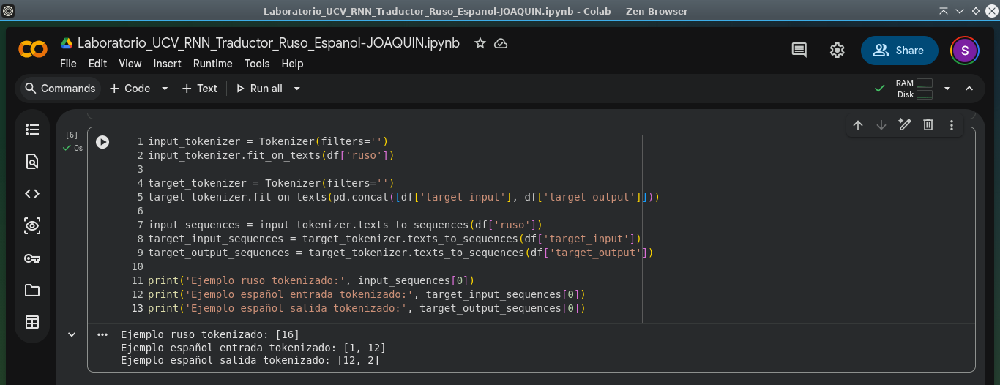 Laboratorio_UCV_RNN_Traductor_Ruso_Espanol-JOAQUIN.ipynb - Colab — Zen Browser
Laboratorio_UCV_RNN_Traductor_Ruso_Espanol-JOAQUIN.ipynb
Share
S
File Edit View Insert Runtime Tools Help
Commands + Code + Text Run all
RAM
Disk
[6]
0s
1 input_tokenizer = Tokenizer(filters='')
2 input_tokenizer.fit_on_texts(df['ruso'])
3
4 target_tokenizer = Tokenizer(filters='')
5 target_tokenizer.fit_on_texts(pd.concat([df['target_input'], df['target_output']]))
6
7 input_sequences = input_tokenizer.texts_to_sequences(df['ruso'])
8 target_input_sequences = target_tokenizer.texts_to_sequences(df['target_input'])
9 target_output_sequences = target_tokenizer.texts_to_sequences(df['target_output'])
10
11 print('Ejemplo ruso tokenizado:', input_sequences[0])
12 print('Ejemplo español entrada tokenizado:', target_input_sequences[0])
13 print('Ejemplo español salida tokenizado:', target_output_sequences[0])
Ejemplo ruso tokenizado: [16]
Ejemplo español entrada tokenizado: [1, 12]
Ejemplo español salida tokenizado: [12, 2]